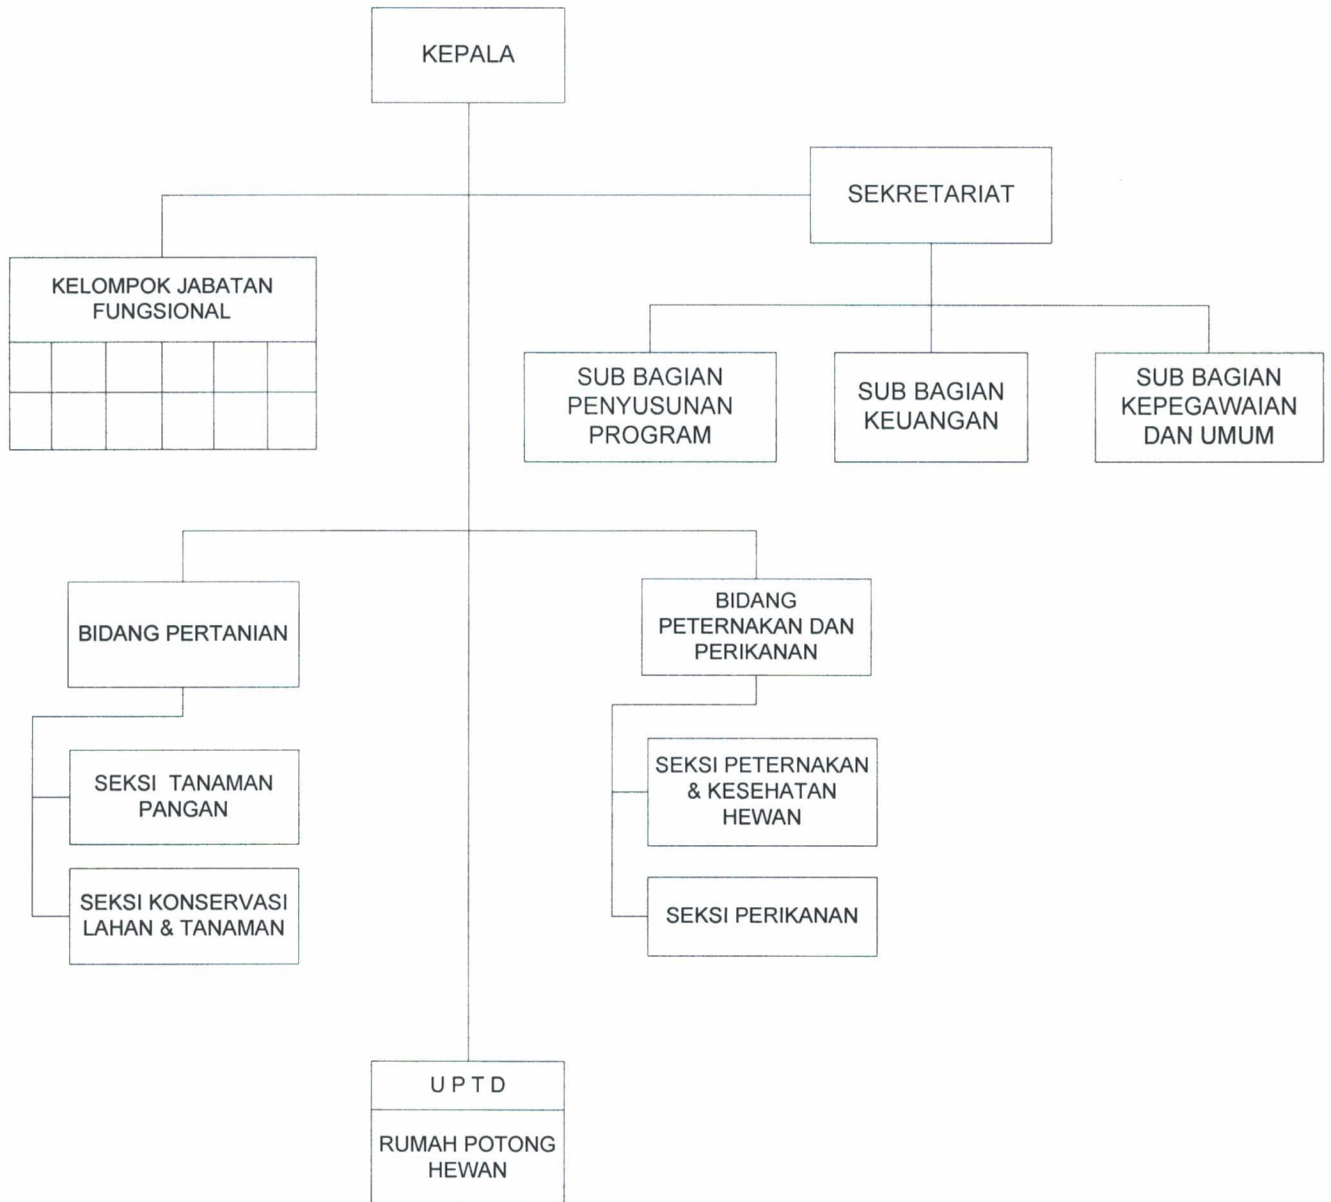 KEPALA
SEKRETARIAT
KELOMPOK JABATAN
FUNGSIONAL
SUB BAGIAN
PENYUSUNAN
PROGRAM
SUB BAGIAN
KEUANGAN
SUB BAGIAN
KEPEGAWAIAN
DAN UMUM
BIDANG PERTANIAN
BIDANG
PETERNAKAN DAN
PERIKANAN
SEKSI TANAMAN
PANGAN
SEKSI KONSERVASI
LAHAN & TANAMAN
SEKSI PETERNAKAN
& KESEHATAN
HEWAN
SEKSI PERIKANAN
U P T D
RUMAH POTONG
HEWAN